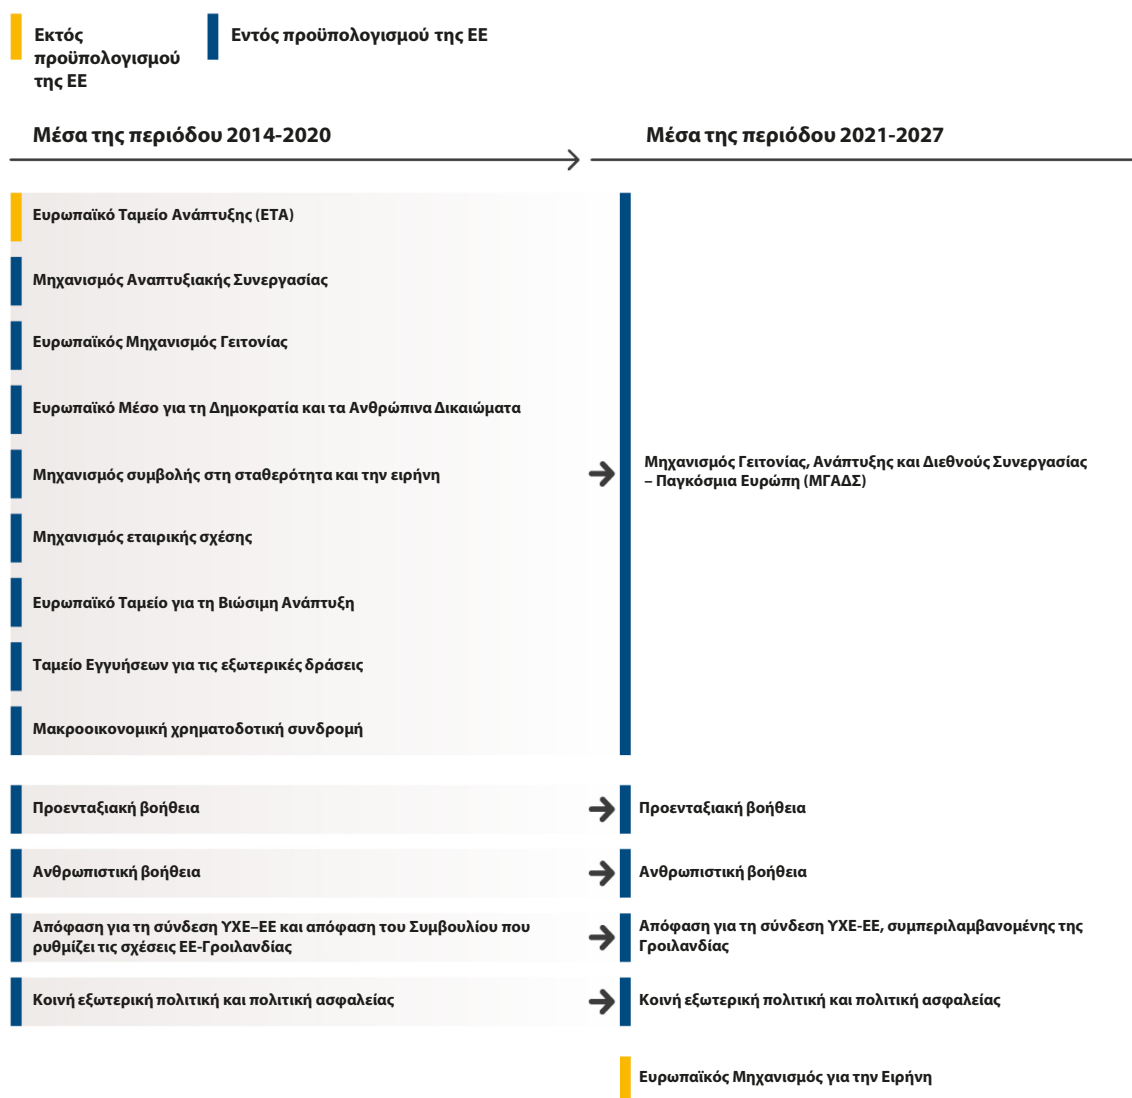 Εκτός
προϋπολογισμού
της ΕΕ
Εντός προϋπολογισμού της ΕΕ
Μέσα της περιόδου 2014-2020
Μέσα της περιόδου 2021-2027
Ευρωπαϊκό Ταμείο Ανάπτυξης (ΕΤΑ)
Μηχανισμός Αναπτυξιακής Συνεργασίας
Ευρωπαϊκός Μηχανισμός Γειτονίας
Ευρωπαϊκό Μέσο για τη Δημοκρατία και τα Ανθρώπινα Δικαιώματα
Μηχανισμός συμβολής στη σταθερότητα και την ειρήνη
Μηχανισμός εταιρικής σχέσης
Ευρωπαϊκό Ταμείο για τη Βιώσιμη Ανάπτυξη
Ταμείο Εγγυήσεων για τις εξωτερικές δράσεις
Μακροοικονομική χρηματοδοτική συνδρομή
Μηχανισμός Γειτονίας, Ανάπτυξης και Διεθνούς Συνεργασίας
– Παγκόσμια Ευρώπη (ΜΓΑΔΣ)
Προενταξιακή βοήθεια
Προενταξιακή βοήθεια
Ανθρωπιστική βοήθεια
Ανθρωπιστική βοήθεια
Απόφαση για τη σύνδεση ΥΧΕ–ΕΕ και απόφαση του Συμβουλίου που
ρυθμίζει τις σχέσεις ΕΕ-Γροιλανδίας
Απόφαση για τη σύνδεση ΥΧΕ-ΕΕ, συμπεριλαμβανομένης της
Γροιλανδίας
Κοινή εξωτερική πολιτική και πολιτική ασφαλείας
Κοινή εξωτερική πολιτική και πολιτική ασφαλείας
Ευρωπαϊκός Μηχανισμός για την Ειρήνη